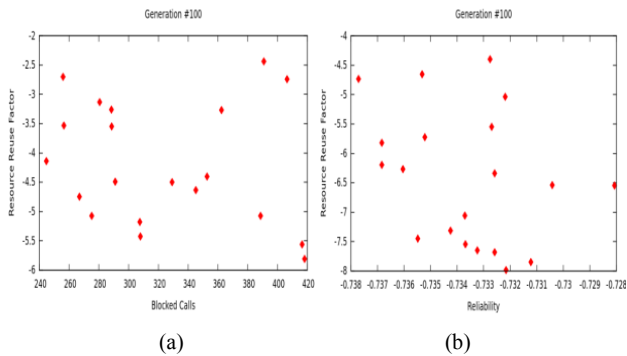 Generation #100
Resource Reuse Factor
-2
-2.5
-3
-3.5
-4
-4.5
-5
-5.5
-6
240 260 280 300 320 340 360 380 400 420
Blocked Calls
(a)
Generation #100
Resource Reuse Factor
-4
-4.5
-5
-5.5
-6
-6.5
-7
-7.5
-8
-0.738 -0.737 -0.736 -0.735 -0.734 -0.733 -0.732 -0.731 -0.73 -0.729 -0.728
Reliability
(b)